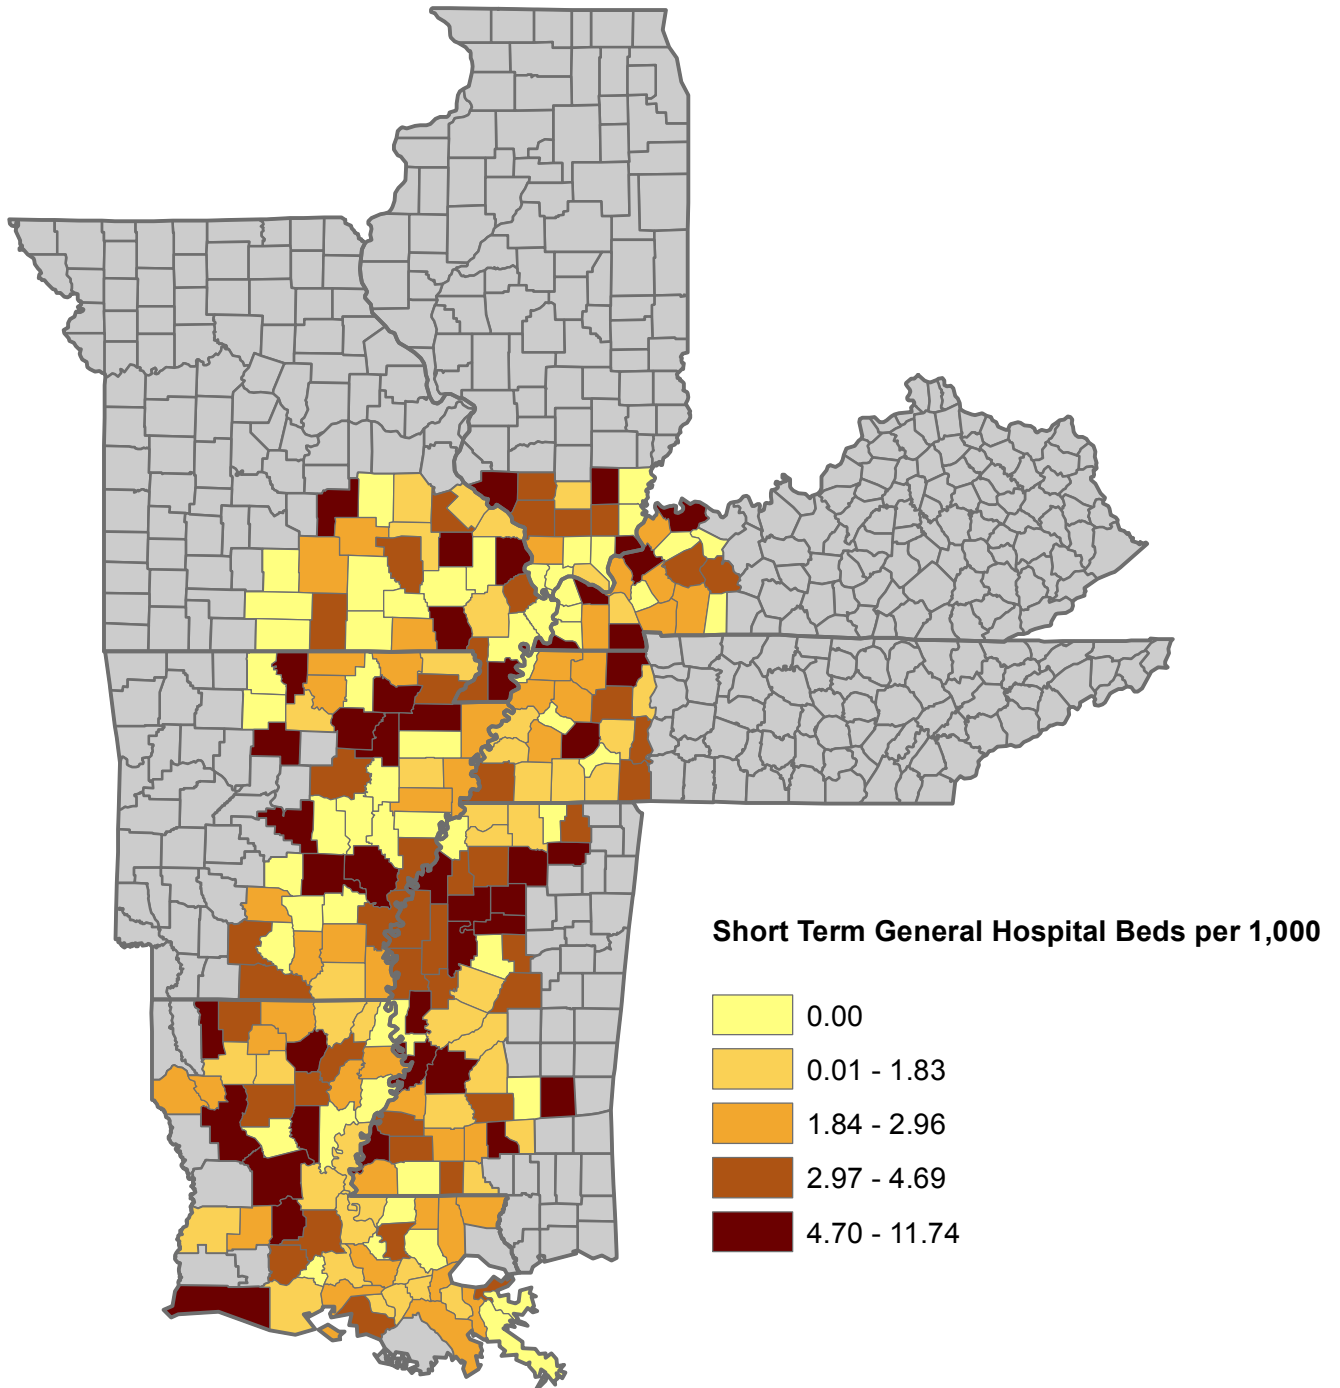 Short Term General Hospital Beds per 1,000
0.00
0.01 - 1.83
1.84 - 2.96
2.97 - 4.69
4.70 - 11.74